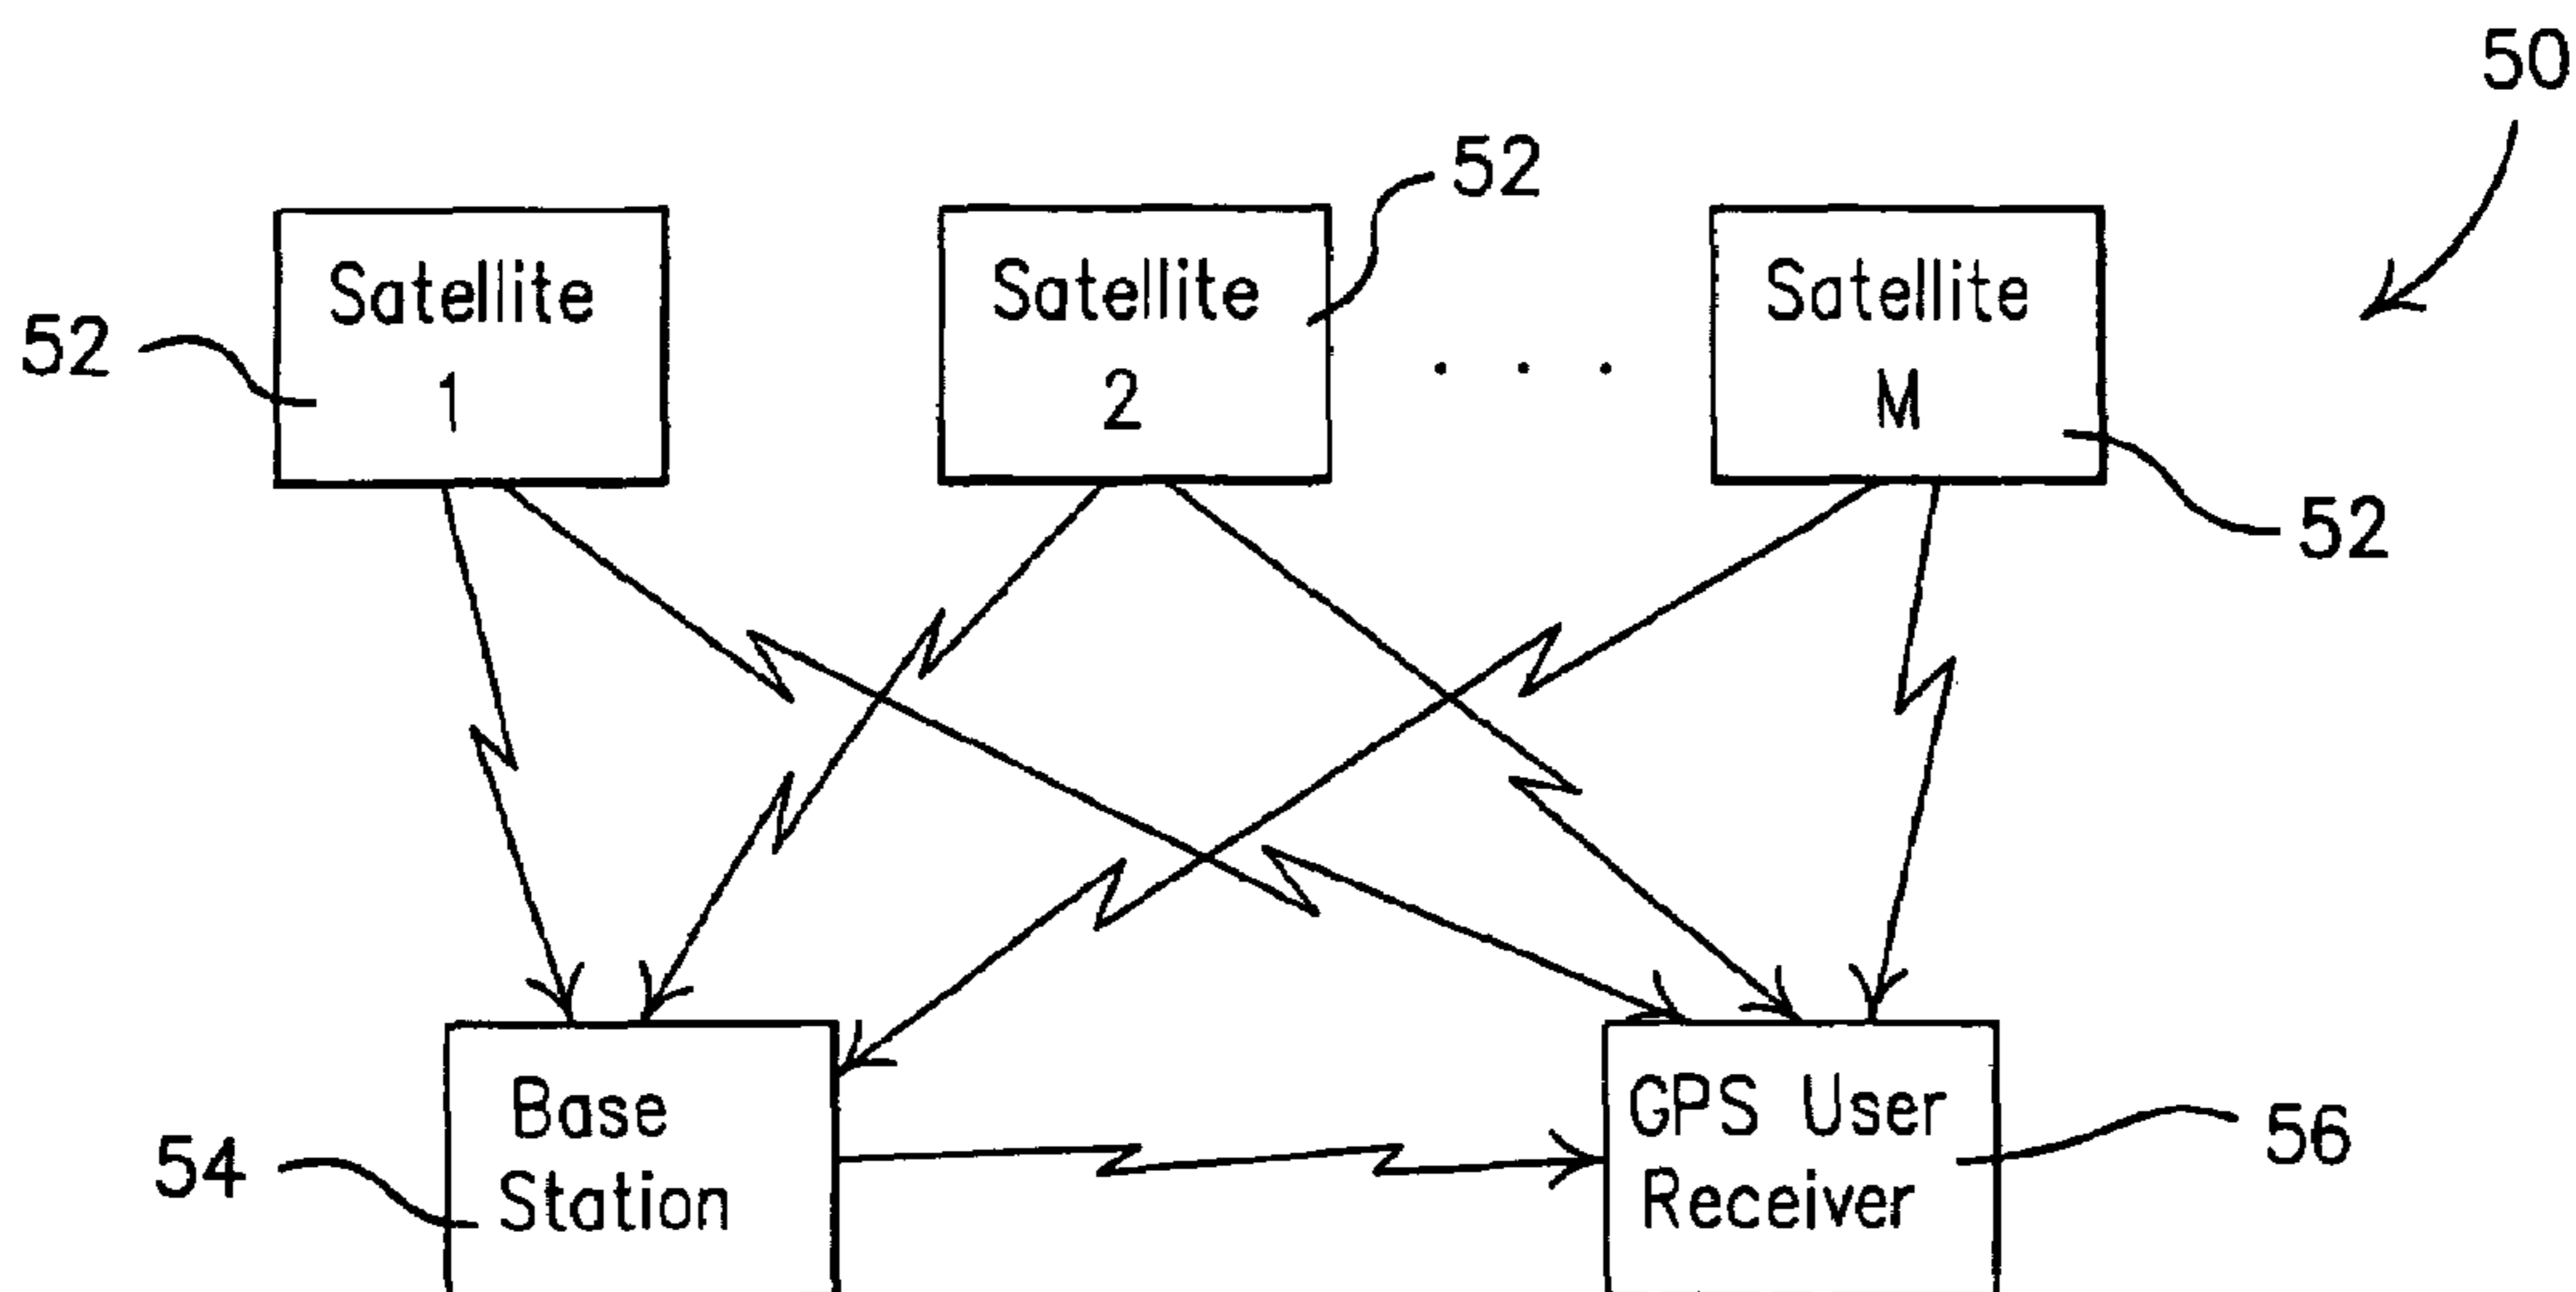 50
52
Satellite
1
52
Satellite
2
. . .
Satellite
M
52
Base
Station
54
GPS User
Receiver
56